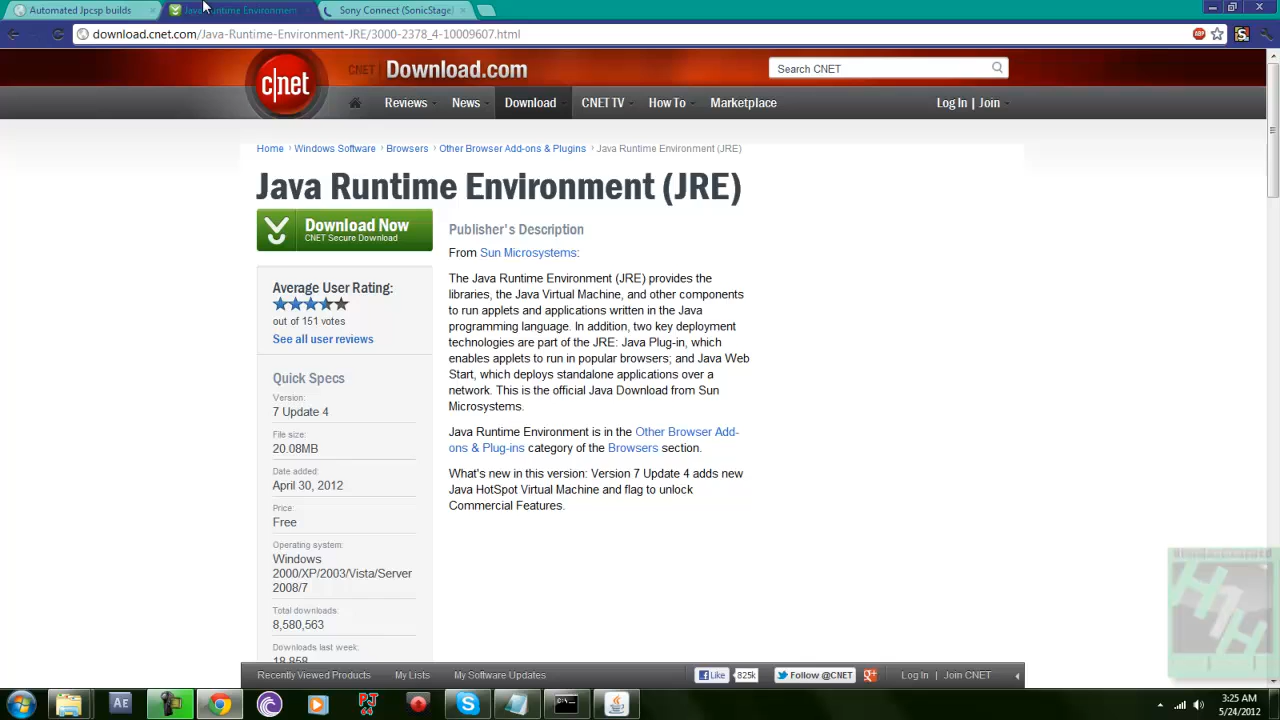 Automated Jpcsp builds
Java Runtime Environment
Sony Connect (SonicStage)
download.cnet.com/Java-Runtime-Environment-JRE/3000-2378_4-10009607.html
ABP
S
c|net
CNET Download.com
Search CNET
Reviews
News
Download
CNET TV
How To
Marketplace
Log In | Join
Home › Windows Software › Browsers › Other Browser Add-ons & Plugins › Java Runtime Environment (JRE)
Java Runtime Environment (JRE)
Download Now
CNET Secure Download
Publisher's Description
From Sun Microsystems:
The Java Runtime Environment (JRE) provides the
libraries, the Java Virtual Machine, and other components
to run applets and applications written in the Java
programming language. In addition, two key deployment
technologies are part of the JRE: Java Plug-in, which
enables applets to run in popular browsers; and Java Web
Start, which deploys standalone applications over a
network. This is the official Java Download from Sun
Microsystems.
Java Runtime Environment is in the Other Browser Add-
ons & Plug-ins category of the Browsers section.
What's new in this version: Version 7 Update 4 adds new
Java HotSpot Virtual Machine and flag to unlock
Commercial Features.
Average User Rating:
out of 151 votes
See all user reviews
Quick Specs
Version:
7 Update 4
File size:
20.08MB
Date added:
April 30, 2012
Price:
Free
Operating system:
Windows
2000/XP/2003/Vista/Server
2008/7
Total downloads:
8,580,563
Downloads last week:
18,858
Recently Viewed Products
My Lists
My Software Updates
Like
825k
Follow @CNET
Log In | Join CNET
AE
PJ
64
3:25 AM
5/24/2012